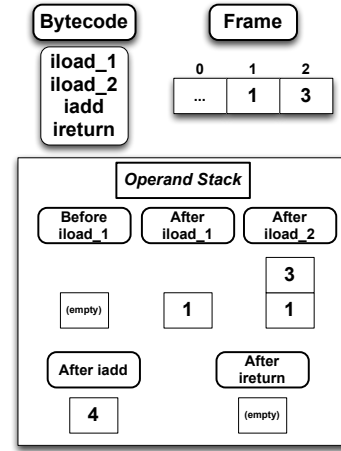 Bytecode
iload_1
iload_2
iadd
ireturn
Frame
0 1 2
... 1 3
Operand Stack
Before
iload_1
After
iload_1
After
iload_2
(empty)
1
3
1
After iadd
4
After
ireturn
(empty)